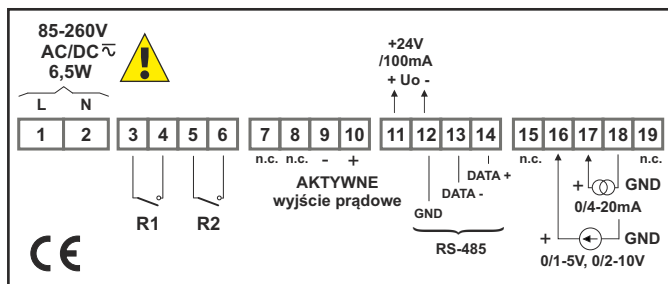 85-260V
AC/DC
6,5W
+24V
/100mA
+ Uo -
L N
1 2 3 4 5 6 7 8 9 10 11 12 13 14 15 16 17 18 19
n.c. n.c. - + n.c. n.c.
AKTYWNE
wyjście prądowe
R1 R2
GND DATA - DATA +
RS-485
+ GND
0/4-20mA
+ GND
0/1-5V, 0/2-10V
CE